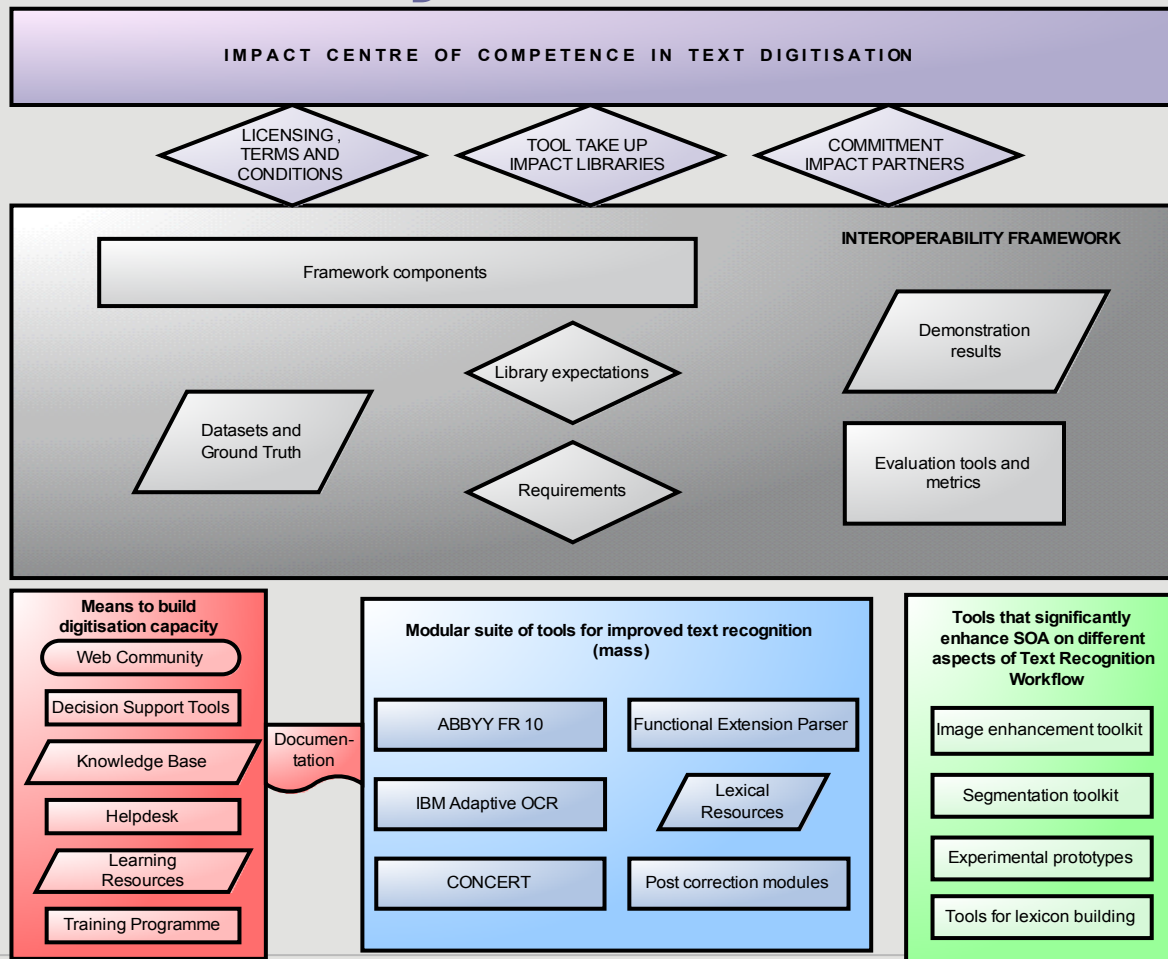 IMPACT CENTRE OF COMPETENCE IN TEXT DIGITISATION
LICENSING ,
TERMS AND
CONDITIONS
TOOL TAKE UP
IMPACT LIBRARIES
COMMITMENT
IMPACT PARTNERS
INTEROPERABILITY FRAMEWORK
Framework components
Demonstration
results
Library expectations
Datasets and
Ground Truth
Evaluation tools and
metrics
Requirements
Means to build
digitisation capacity
Web Community
Decision Support Tools
Knowledge Base
Helpdesk
Learning
Resources
Training Programme
Documen-
tation
Modular suite of tools for improved text recognition
(mass)
ABBYY FR 10
Functional Extension Parser
IBM Adaptive OCR
Lexical
Resources
CONCERT
Post correction modules
Tools that significantly
enhance SOA on different
aspects of Text Recognition
Workflow
Image enhancement toolkit
Segmentation toolkit
Experimental prototypes
Tools for lexicon building